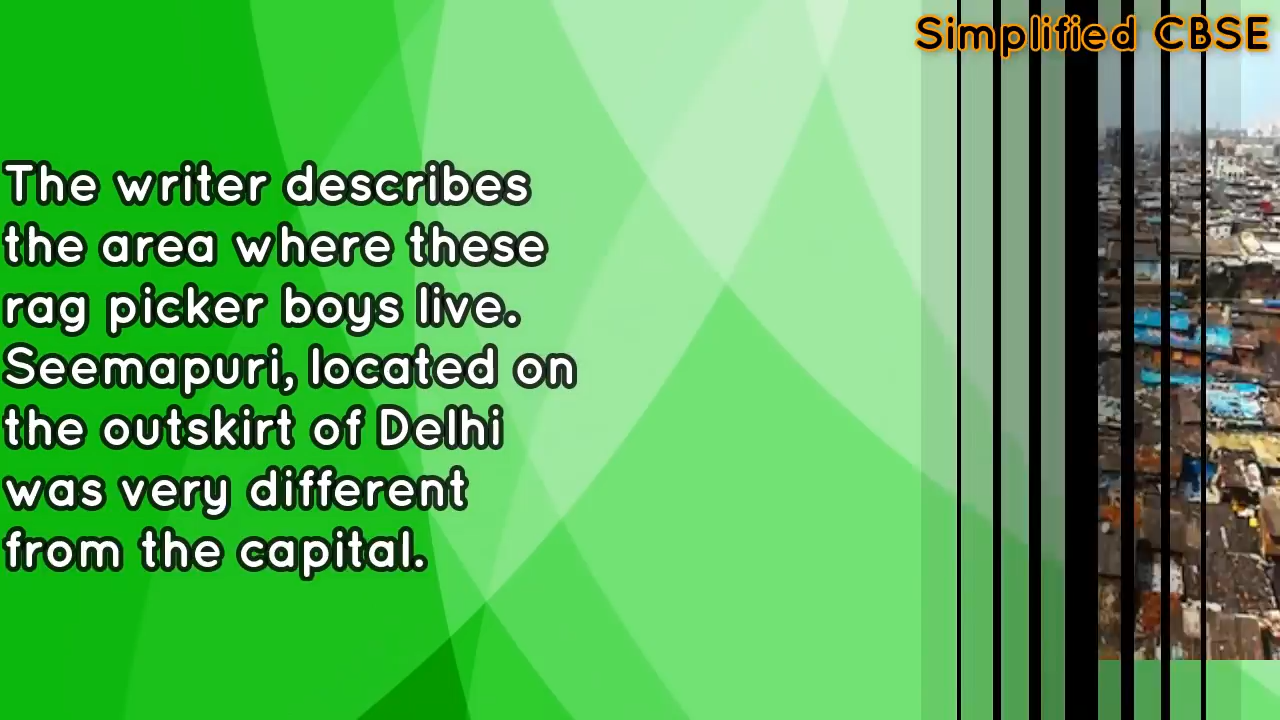 Simplified CBSE
The writer describes
the area where these
rag picker boys live.
Seemapuri, located on
the outskirt of Delhi
was very different
from the capital.